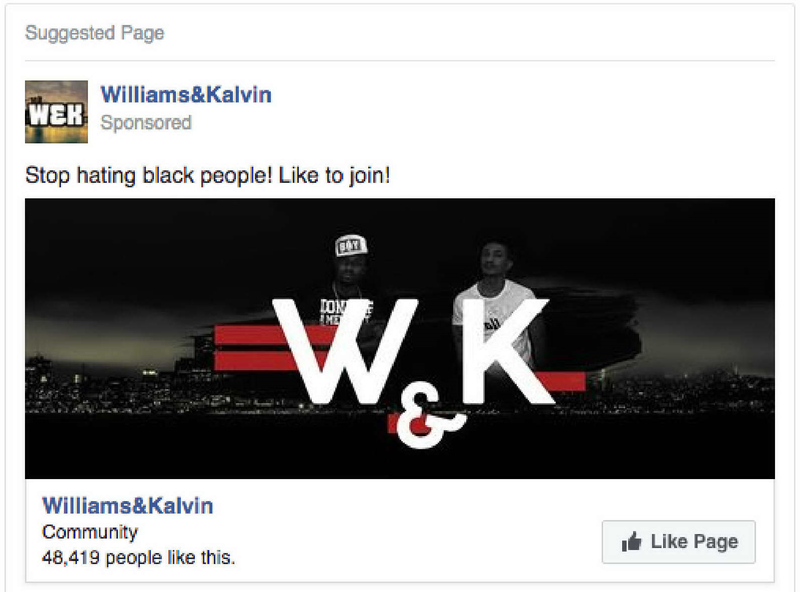 Suggested Page
W&K
Williams&Kalvin
Sponsored
Stop hating black people! Like to join!
BOY
W&K
Williams&Kalvin
Community
48,419 people like this.
Like Page